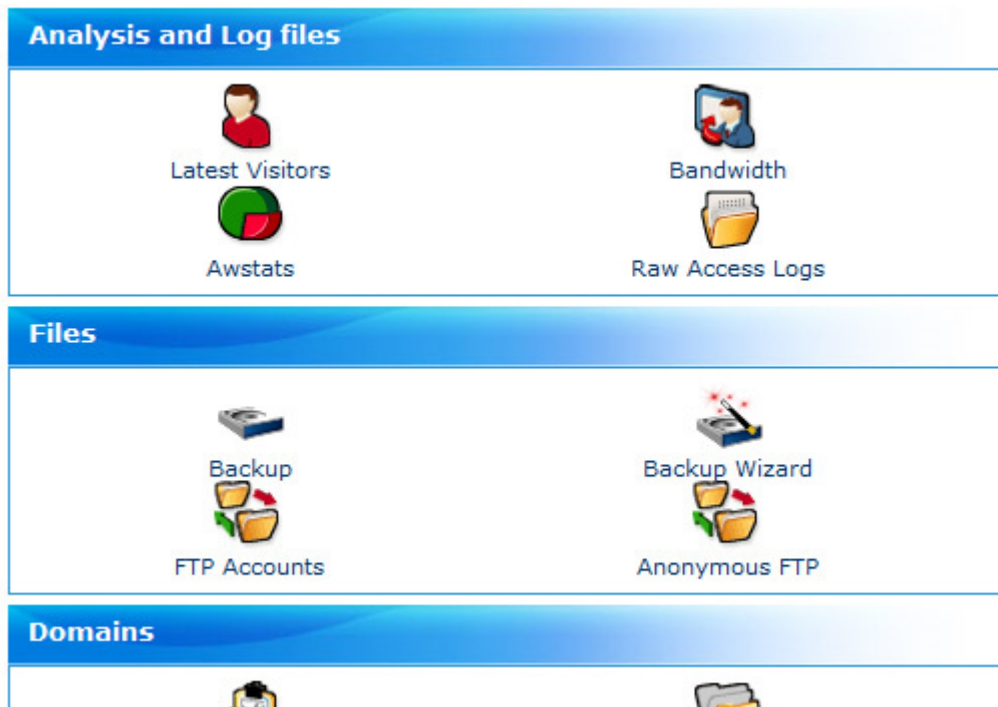 Analysis and Log files
Latest Visitors
Bandwidth
Awstats
Raw Access Logs
Files
Backup
Backup Wizard
FTP Accounts
Anonymous FTP
Domains